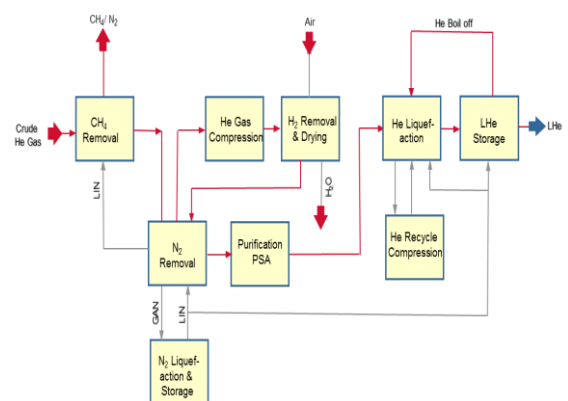 CH₄/ N₂
Air
He Boil off
Crude
He Gas
CH₄
Removal
He Gas
Compression
H₂ Removal
& Drying
He Liquef-
action
LHe
Storage
LHe
LIN
H₂O
N₂
Removal
Purification
PSA
He Recycle
Compression
GAN
LIN
N₂ Liquef-
action &
Storage